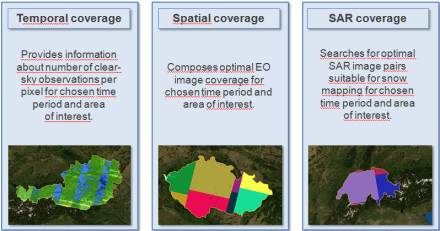 Temporal coverage
Provides information
about number of clear-
sky observations per
pixel for chosen time
period and area
of interest.
Spatial coverage
Composes optimal EO
image coverage for
chosen time period and
area of interest.
SAR coverage
Searches for optimal
SAR image pairs
suitable for snow
mapping for chosen
time period and area
of interest.